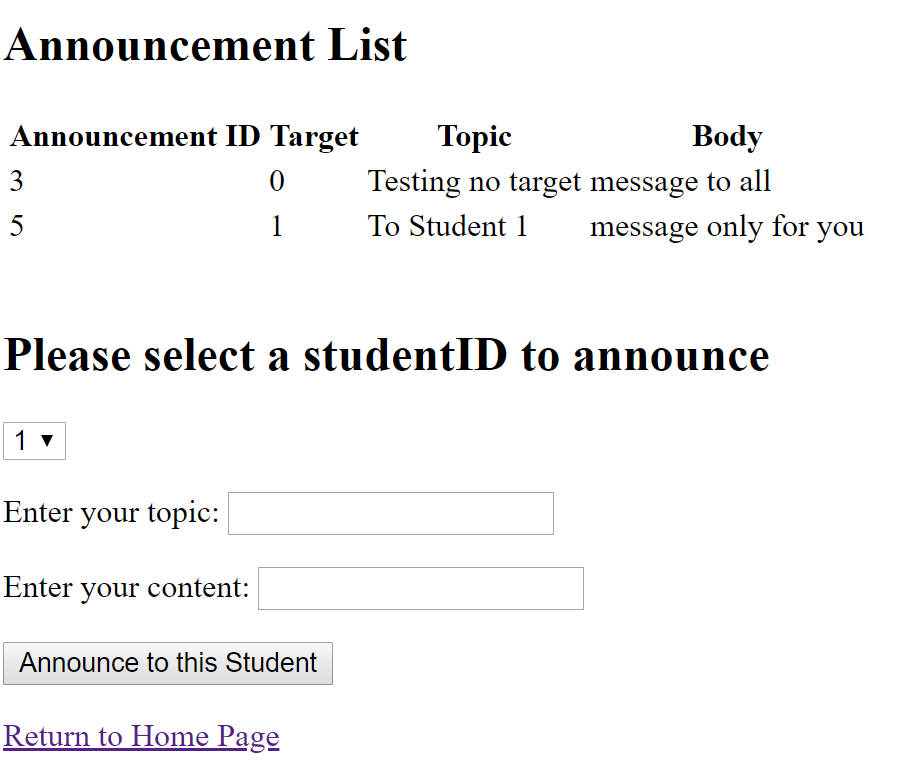 Announcement List
Announcement ID Target Topic Body
3 0 Testing no target message to all
5 1 To Student 1 message only for you
Please select a studentID to announce
1 ▼
Enter your topic:
Enter your content:
Announce to this Student
Return to Home Page